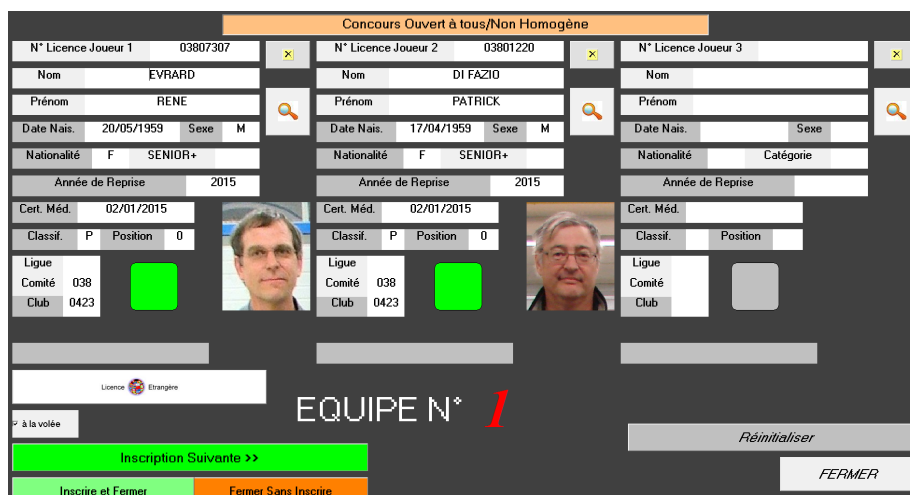 Concours Ouvert à tous/Non Homogène
N° Licence Joueur 1 03807307
Nom EVRARD
Prénom RENE
Date Nais. 20/05/1959 Sexe M
Nationalité F SENIOR+
Année de Reprise 2015
Cert. Méd. 02/01/2015
Classif. P Position 0
Ligue
Comité 038
Club 0423
N° Licence Joueur 2 03801220
Nom DI FAZIO
Prénom PATRICK
Date Nais. 17/04/1959 Sexe M
Nationalité F SENIOR+
Année de Reprise 2015
Cert. Méd. 02/01/2015
Classif. P Position 0
Ligue
Comité 038
Club 0423
N° Licence Joueur 3
Nom
Prénom
Date Nais. Sexe
Nationalité Catégorie
Année de Reprise
Cert. Méd.
Classif. Position
Ligue
Comité
Club
Licence Etrangère
à la volée
EQUIPE N° 1
Inscription Suivante >>
Inscrire et Fermer
Fermer Sans Inscrire
Réinitialiser
FERMER